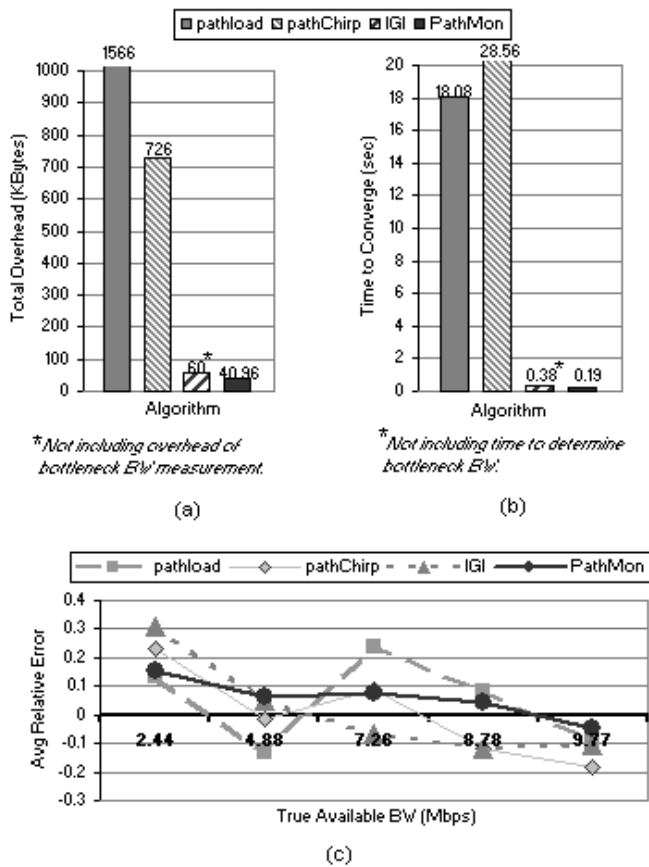 pathload pathChirp IGI PathMon
1566
1000
900
800
700
600
500
400
300
200
100
0
Total Overhead (KBytes)
726
60*
40.96
Algorithm
*Not including overhead of
bottleneck BW measurement.
(a)
28.56
20
18
16
14
12
10
8
6
4
2
0
Time to Converge (sec)
18.08
0.38*
0.19
Algorithm
*Not including time to determine
bottleneck BW.
(b)
pathload pathChirp IGI PathMon
0.4
0.3
0.2
0.1
0
-0.1
-0.2
-0.3
Avg Relative Error
2.44 4.88 7.26 8.78 9.77
True Available BW (Mbps)
(c)